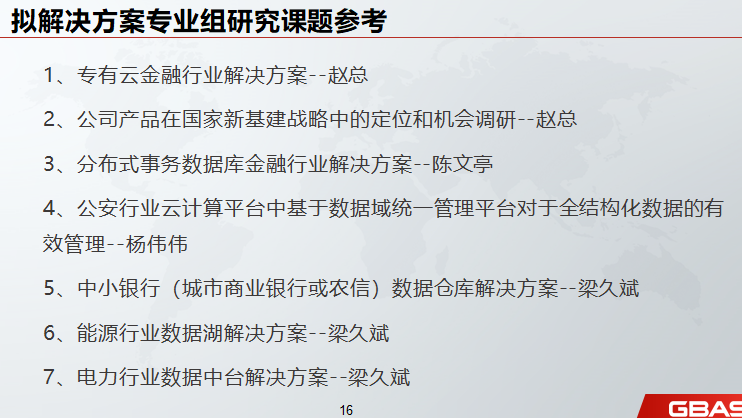 拟解决方案专业组研究课题参考
1、专有云金融行业解决方案--赵总
2、公司产品在国家新基建战略中的定位和机会调研--赵总
3、分布式事务数据库金融行业解决方案--陈文亭
4、公安行业云计算平台中基于数据域统一管理平台对于全结构化数据的有
效管理--杨伟伟
5、中小银行（城市商业银行或农信）数据仓库解决方案--梁久斌
6、能源行业数据湖解决方案--梁久斌
7、电力行业数据中台解决方案--梁久斌
16
GBAS